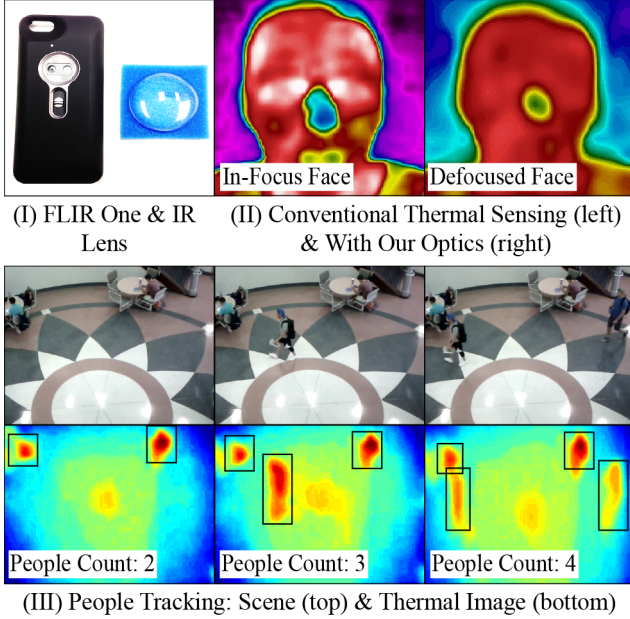 In-Focus Face
Defocused Face
(I) FLIR One & IR
Lens
(II) Conventional Thermal Sensing (left)
& With Our Optics (right)
People Count: 2
People Count: 3
People Count: 4
(III) People Tracking: Scene (top) & Thermal Image (bottom)